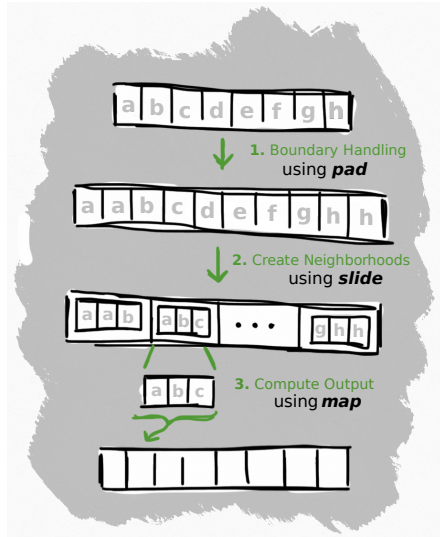 a b c d e f g h
1. Boundary Handling
using pad
a a b c d e f g h h
2. Create Neighborhoods
using slide
a a b a b c ... g h h
a b c
3. Compute Output
using map